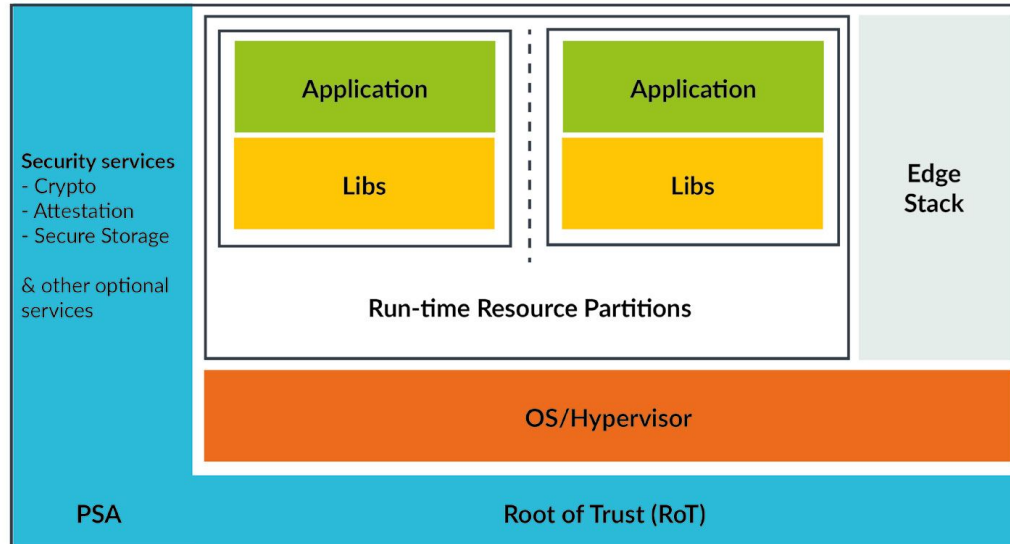 Security services
- Crypto
- Attestation
- Secure Storage
& other optional
services
Application
Libs
Application
Libs
Run-time Resource Partitions
Edge
Stack
OS/Hypervisor
PSA
Root of Trust (RoT)